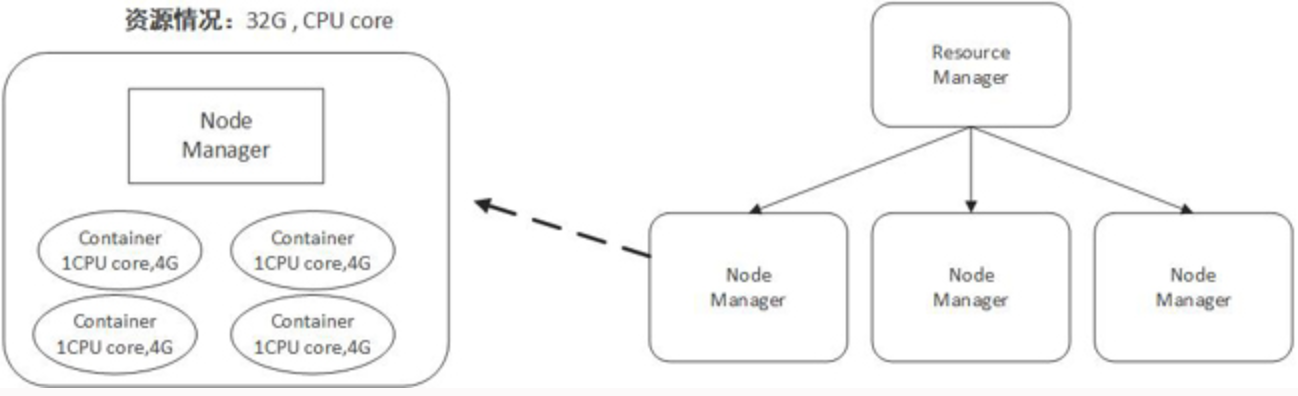 资源情况：32G , CPU core
Node
Manager
Container
1CPU core,4G
Container
1CPU core,4G
Container
1CPU core,4G
Container
1CPU core,4G
Resource
Manager
Node
Manager
Node
Manager
Node
Manager